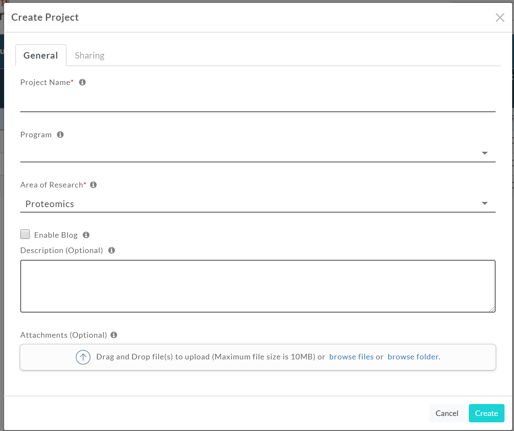 Create Project
General
Sharing
Project Name*
Program
Area of Research*
Proteomics
Enable Blog
Description (Optional)
Attachments (Optional)
Drag and Drop file(s) to upload (Maximum file size is 10MB) or browse files or browse folder.
Cancel
Create